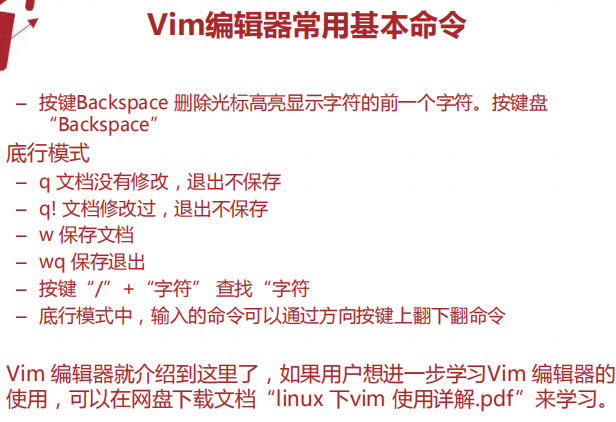 Vim编辑器常用基本命令
– 按键Backspace 删除光标高亮显示字符的前一个字符。按键盘
“Backspace”
底行模式
– q 文档没有修改，退出不保存
– q! 文档修改过，退出不保存
– w 保存文档
– wq 保存退出
– 按键“/”+“字符” 查找“字符
– 底行模式中，输入的命令可以通过方向按键上翻下翻命令
Vim 编辑器就介绍到这里了，如果用户想进一步学习Vim 编辑器的
使用，可以在网盘下载文档“linux 下vim 使用详解.pdf”来学习。